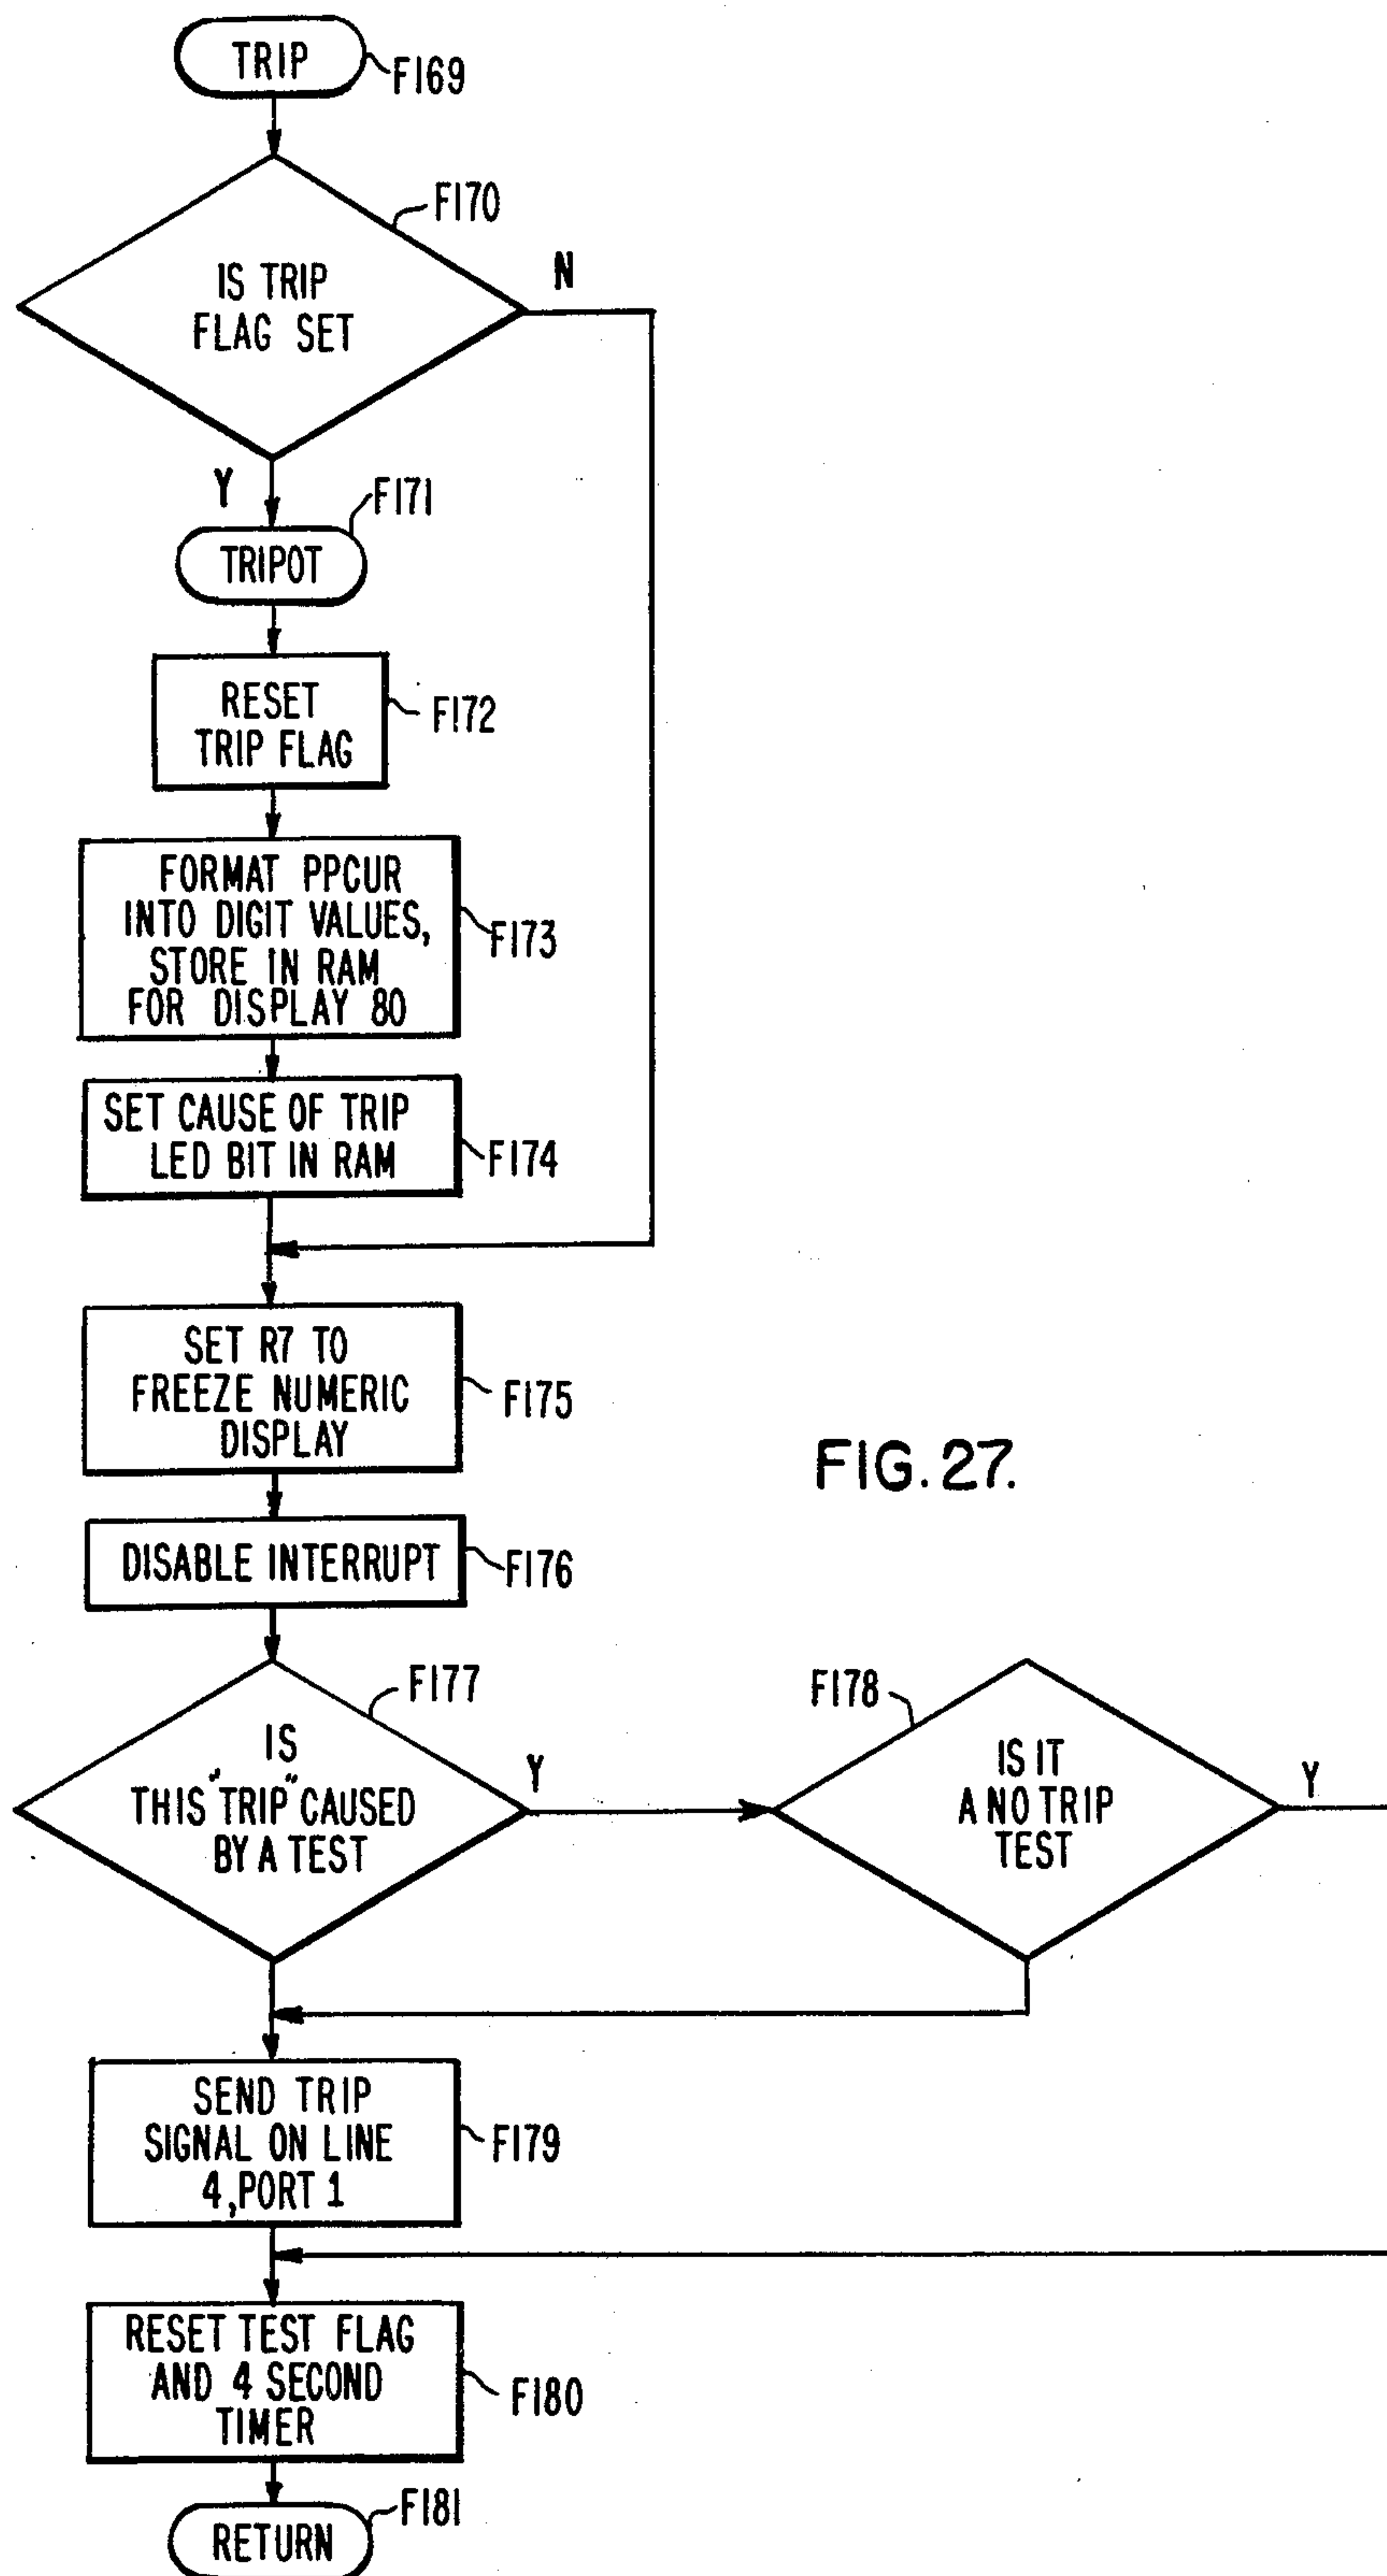 TRIP
F169
F170
IS TRIP
FLAG SET
N
Y
F171
TRIPOT
RESET
TRIP FLAG
F172
FORMAT PPCUR
INTO DIGIT VALUES,
STORE IN RAM
FOR DISPLAY 80
F173
SET CAUSE OF TRIP
LED BIT IN RAM
F174
SET R7 TO
FREEZE NUMERIC
DISPLAY
F175
FIG. 27.
DISABLE INTERRUPT
F176
F177
IS
THIS "TRIP" CAUSED
BY A TEST
Y
F178
IS IT
A NO TRIP
TEST
Y
SEND TRIP
SIGNAL ON LINE
4, PORT 1
F179
RESET TEST FLAG
AND 4 SECOND
TIMER
F180
F181
RETURN